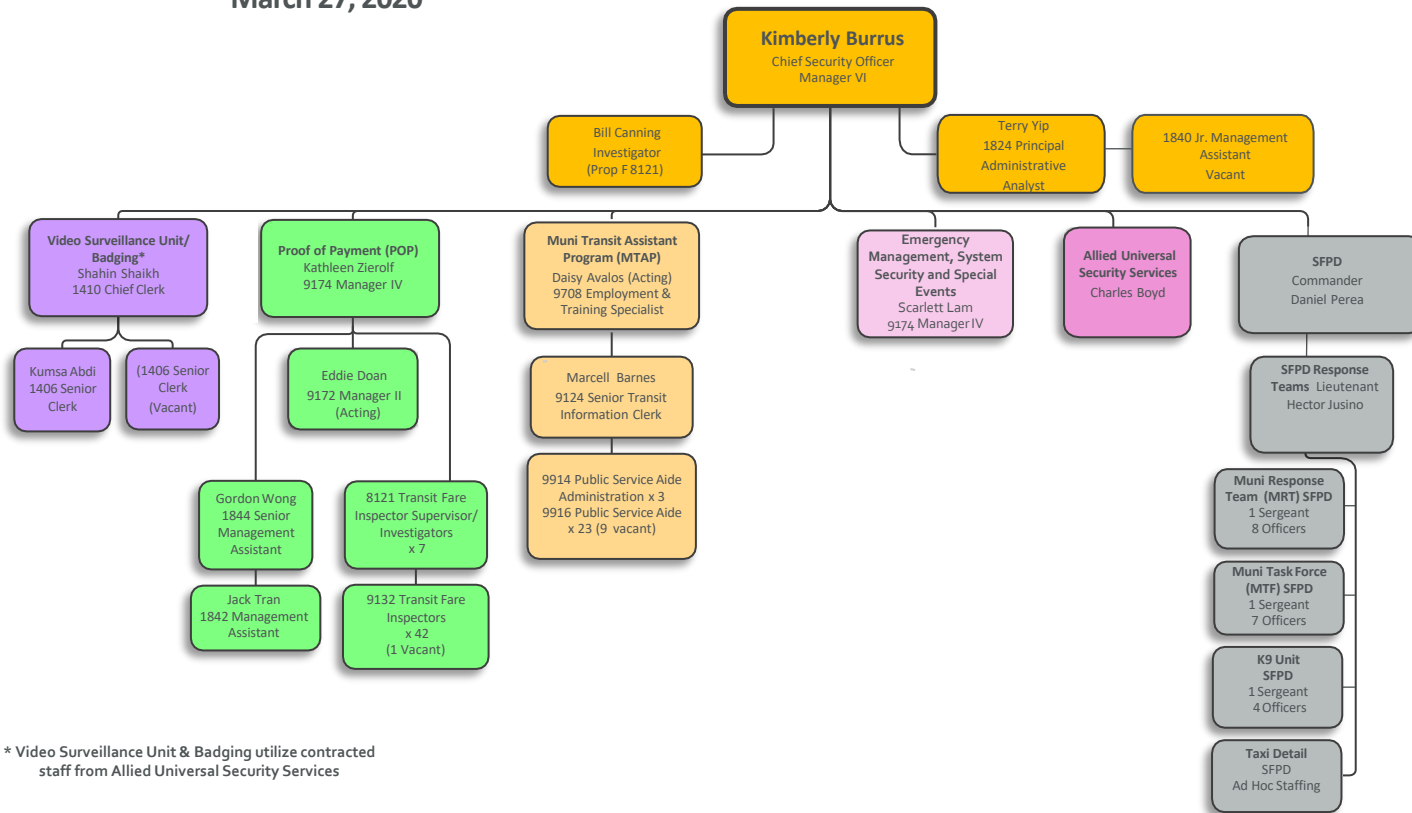 March 27, 2020
Kimberly Burrus
Chief Security Officer
Manager VI
Bill Canning
Investigator
(Prop F 8121)
Terry Yip
1824 Principal
Administrative
Analyst
1840 Jr. Management
Assistant
Vacant
Video Surveillance Unit/
Badging*
Shahin Shaikh
1410 Chief Clerk
Kumsa Abdi
1406 Senior
Clerk
(1406 Senior
Clerk
(Vacant)
Proof of Payment (POP)
Kathleen Zierolf
9174 Manager IV
Eddie Doan
9172 Manager II
(Acting)
Gordon Wong
1844 Senior
Management
Assistant
Jack Tran
1842 Management
Assistant
8121 Transit Fare
Inspector Supervisor/
Investigators
x 7
9132 Transit Fare
Inspectors
x 42
(1 Vacant)
Muni Transit Assistant
Program (MTAP)
Daisy Avalos (Acting)
9708 Employment &
Training Specialist
Marcell Barnes
9124 Senior Transit
Information Clerk
9914 Public Service Aide
Administration x 3
9916 Public Service Aide
x 23 (9 vacant)
Emergency
Management, System
Security and Special
Events
Scarlett Lam
9174 Manager IV
Allied Universal
Security Services
Charles Boyd
SFPD
Commander
Daniel Perea
SFPD Response
Teams Lieutenant
Hector Jusino
Muni Response
Team (MRT) SFPD
1 Sergeant
8 Officers
Muni Task Force
(MTF) SFPD
1 Sergeant
7 Officers
K9 Unit
SFPD
1 Sergeant
4 Officers
Taxi Detail
SFPD
Ad Hoc Staffing
* Video Surveillance Unit & Badging utilize contracted
staff from Allied Universal Security Services